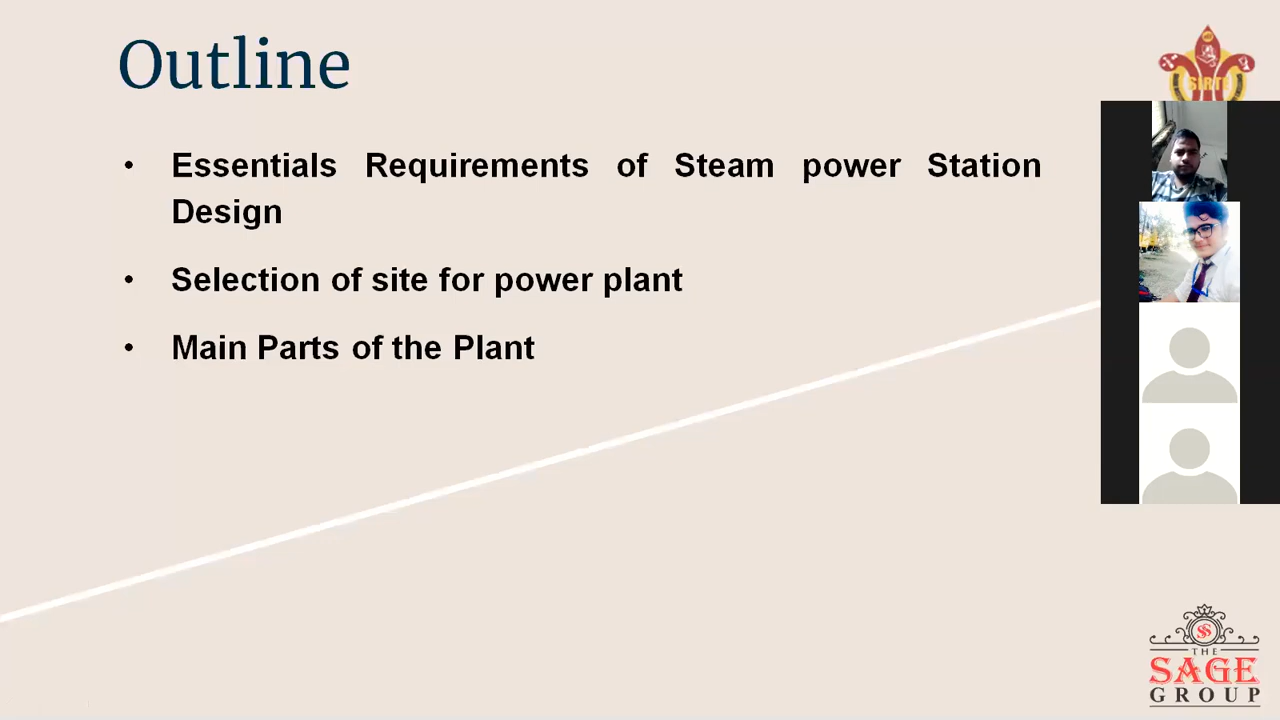 Outline
SIRT
• Essentials Requirements of Steam power Station
Design
• Selection of site for power plant
• Main Parts of the Plant
THE
SAGE
GROUP